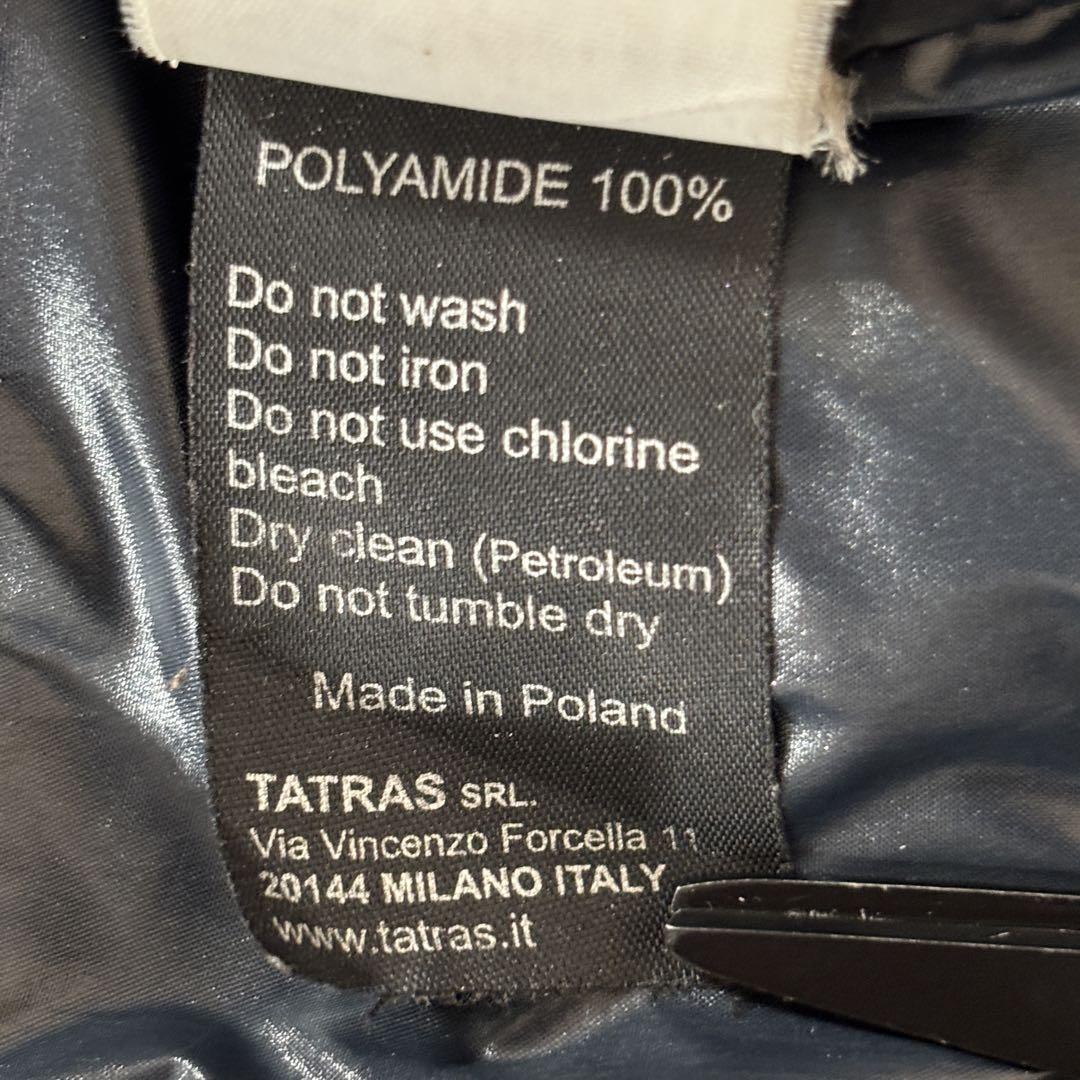 POLYAMIDE 100%
Do not wash
Do not iron
Do not use chlorine
bleach
Dry clean (Petroleum)
Do not tumble dry
Made in Poland
TATRAS SRL.
Via Vincenzo Forcella 11
20144 MILANO ITALY
www.tatras.it